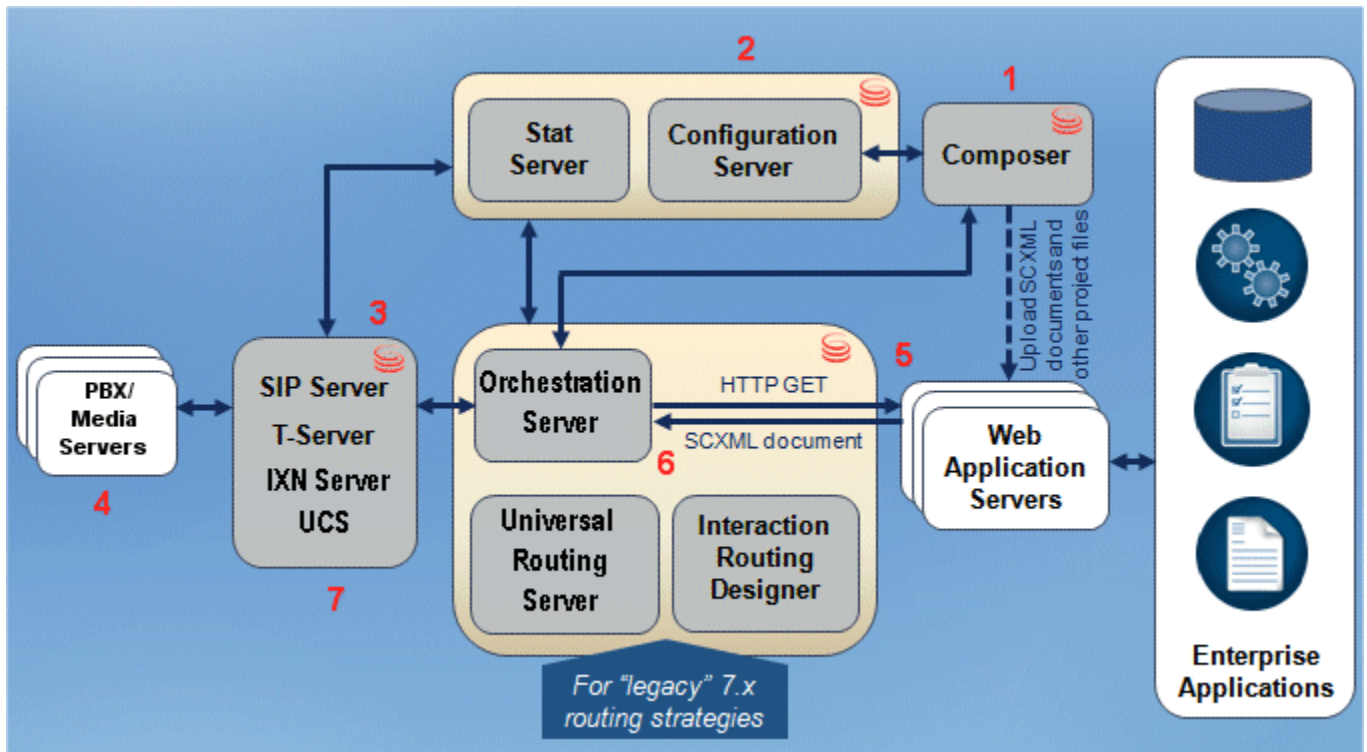 2
1
Stat
Server
Configuration
Server
Composer
Upload SCXML
documentsand
other project files
3
SIP Server
T-Server
IXN Server
UCS
7
PBX/
Media
Servers
4
Orchestration
Server
HTTP GET
SCXML document
5
6
Web
Application
Servers
Universal
Routing
Server
Interaction
Routing
Designer
For "legacy" 7.x
routing strategies
Enterprise
Applications